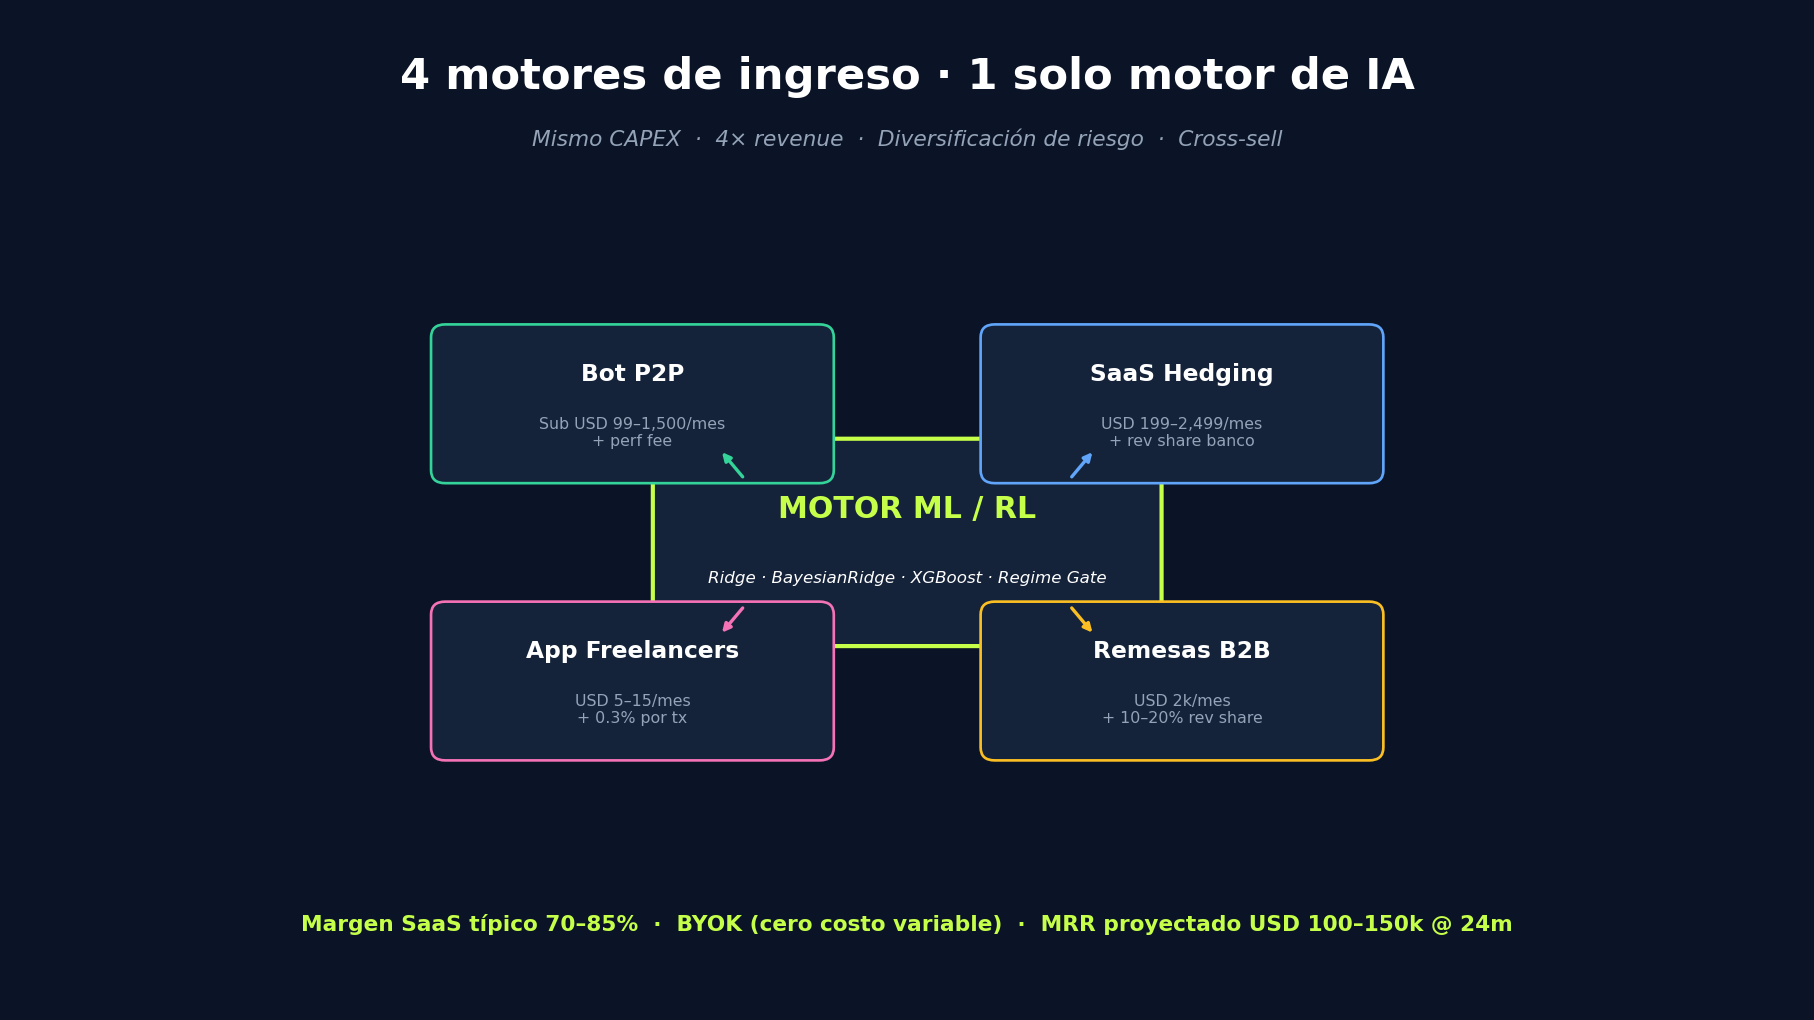 4 motores de ingreso · 1 solo motor de IA
Mismo CAPEX · 4× revenue · Diversificación de riesgo · Cross-sell
Bot P2P
Sub USD 99–1,500/mes
+ perf fee
SaaS Hedging
USD 199–2,499/mes
+ rev share banco
MOTOR ML / RL
Ridge · BayesianRidge · XGBoost · Regime Gate
App Freelancers
USD 5–15/mes
+ 0.3% por tx
Remesas B2B
USD 2k/mes
+ 10–20% rev share
Margen SaaS típico 70–85% · BYOK (cero costo variable) · MRR proyectado USD 100–150k @ 24m